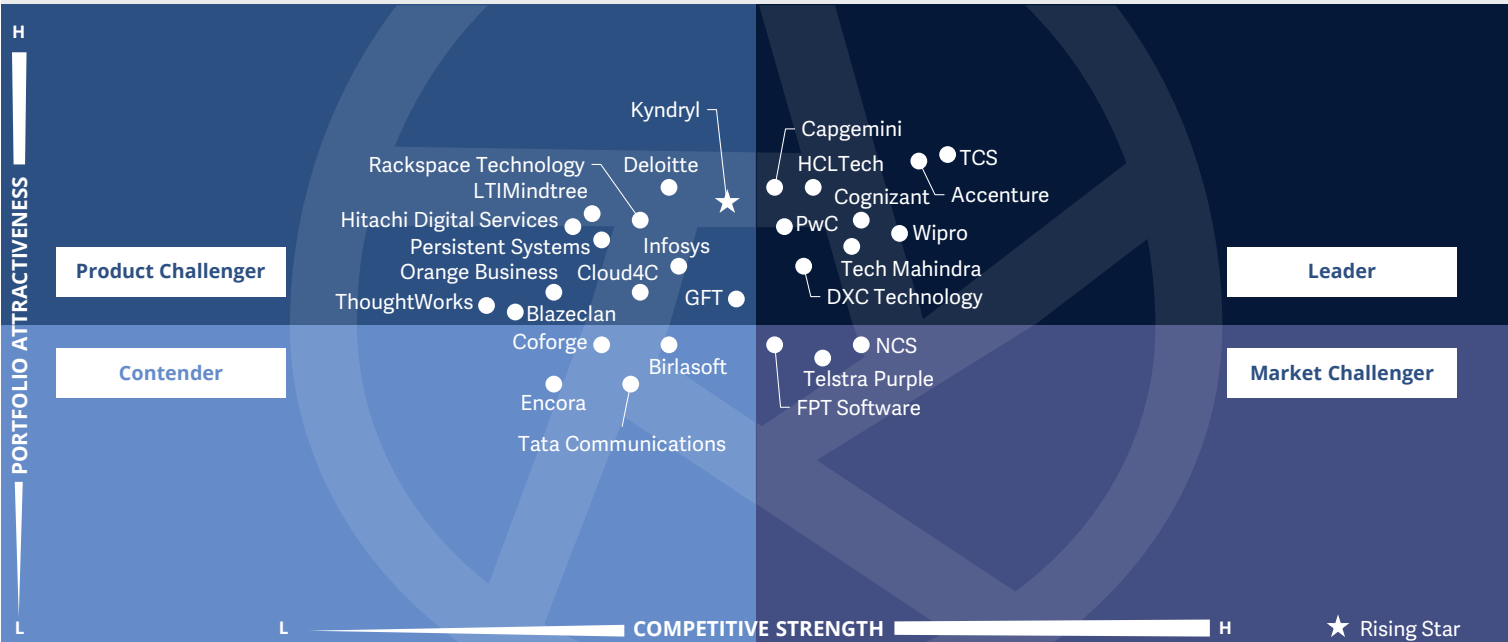 H
Kyndryl
Capgemini
Rackspace Technology
Deloitte
HCLTech
TCS
LTIMindtree
Cognizant
Accenture
Hitachi Digital Services
PwC
Wipro
Persistent Systems
Infosys
Orange Business
Cloud4C
Tech Mahindra
Product Challenger
Leader
ThoughtWorks
GFT
DXC Technology
Blazeclan
PORTFOLIO ATTRACTIVENESS
Coforge
NCS
Contender
Birlasoft
Telstra Purple
Market Challenger
Encora
FPT Software
Tata Communications
L
L
COMPETITIVE STRENGTH
H
Rising Star